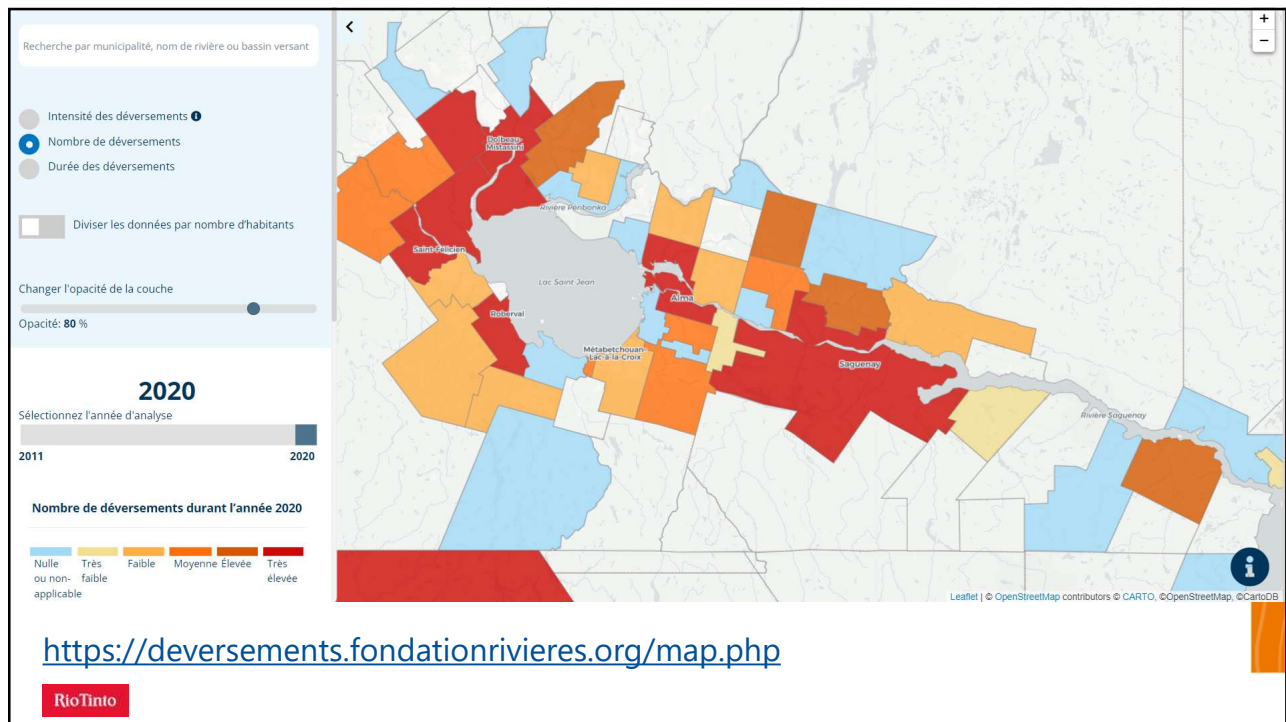 Recherche par municipalité, nom de rivière ou bassin versant
Intensité des déversements
Nombre de déversements
Durée des déversements
Diviser les données par nombre d'habitants
Changer l'opacité de la couche
Opacité: 80 %
2020
Sélectionnez l'année d'analyse
2011
2020
Nombre de déversements durant l'année 2020
Nulle ou non-applicable
Très faible
Faible
Moyenne
Élevée
Très élevée
+
−
Dolbeau-
Mistassini
Rivière Péribonka
Saint-Félicien
Lac Saint Jean
Alma
Roberval
Métabetchouan-
Lac-à-la-Croix
Saguenay
Rivière Saguenay
Leaflet | © OpenStreetMap contributors © CARTO, ©OpenStreetMap, ©CartoDB
https://deversements.fondationrivieres.org/map.php
RioTinto